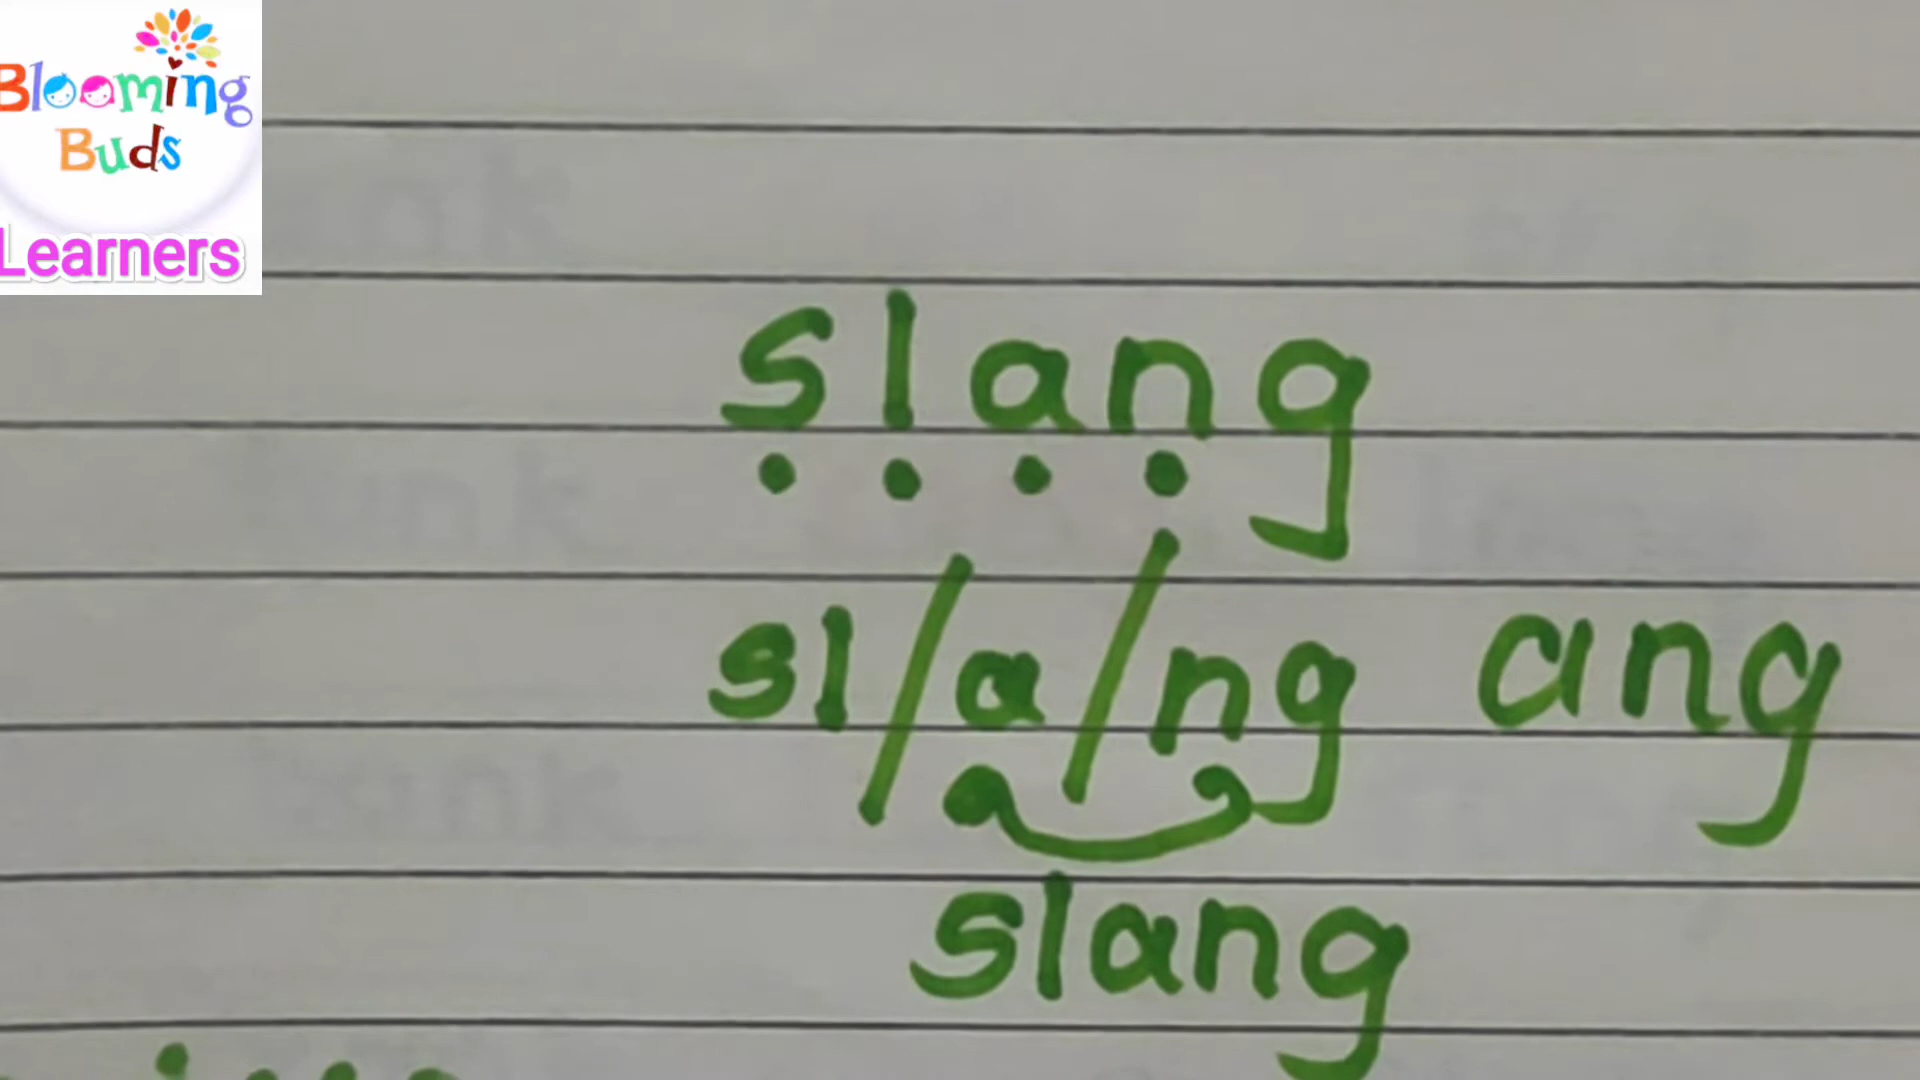 Blooming
Buds
Learners
slang
sl/a/ng ang
slang